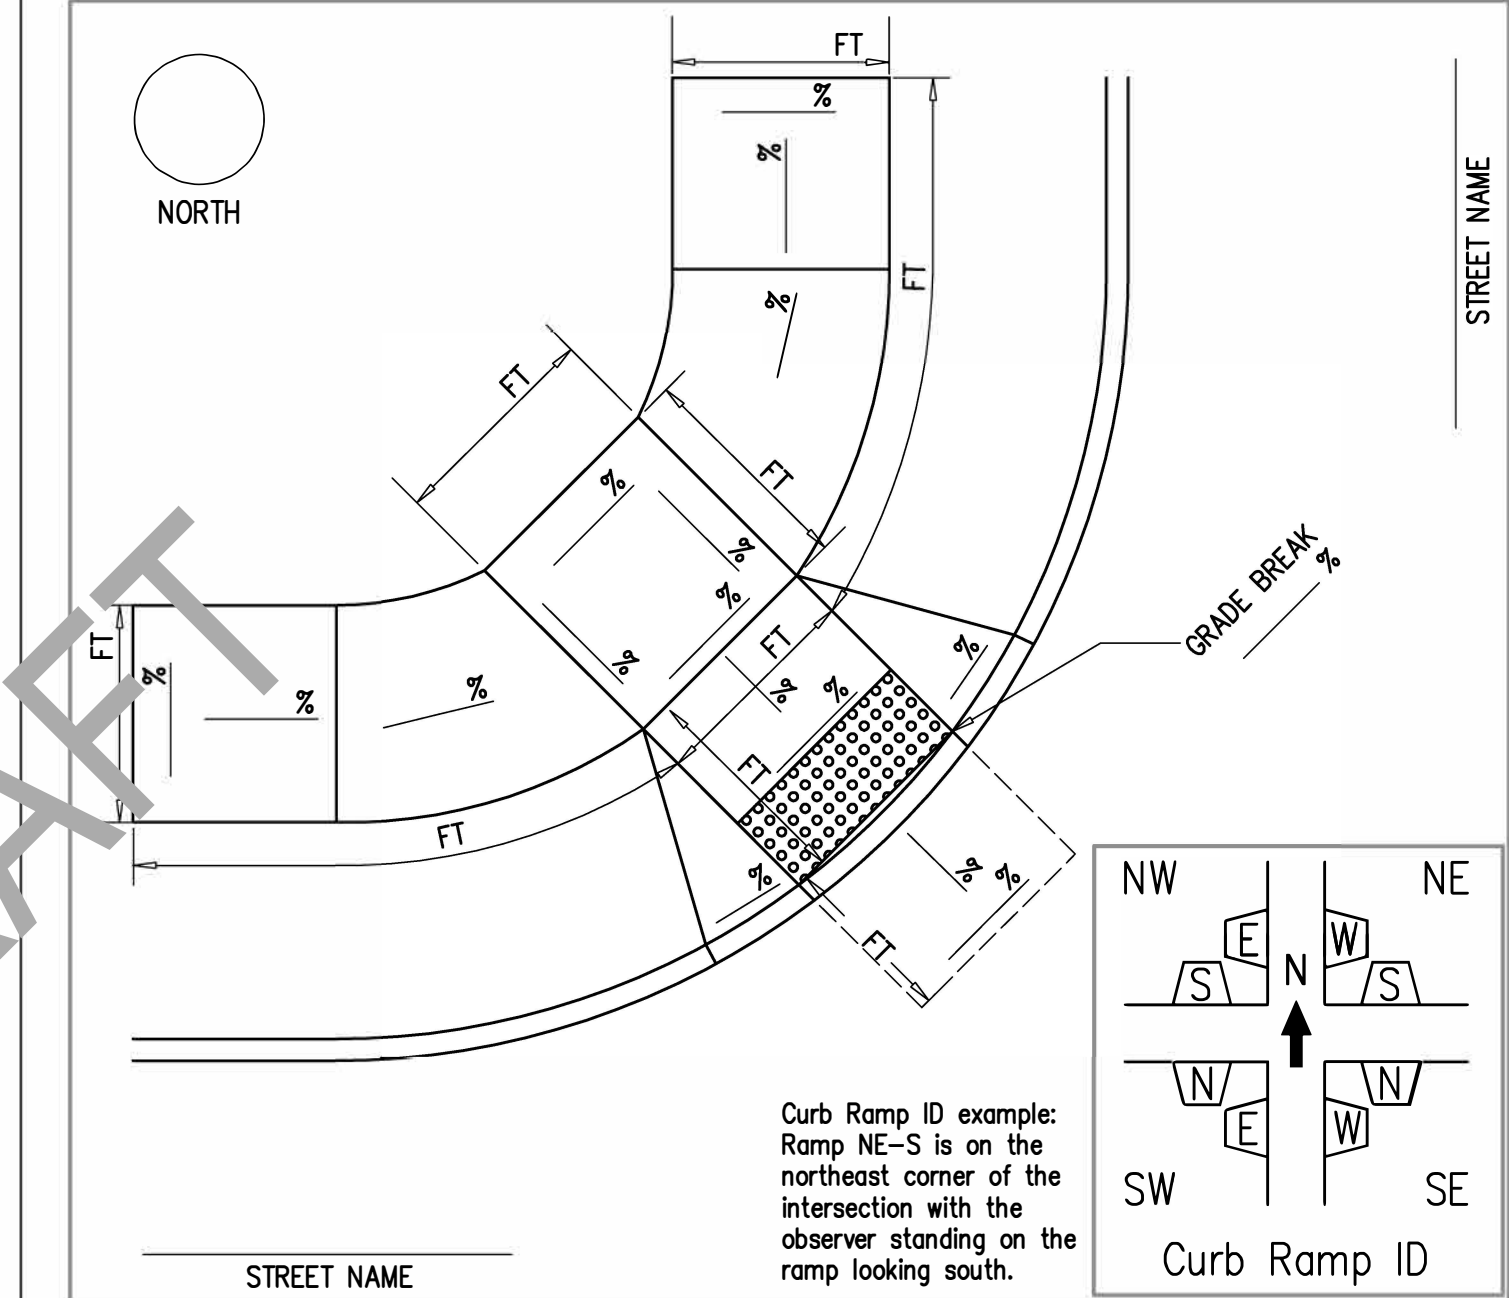 FT
%
NORTH
%
STREET NAME
FT
%
FT
FT
%
%
GRADE BREAK
%
%
FT
FT
%
%
%
%
%
FT
%
%
%
FT
FT
%
%
%
FT
DRAFT
NW
NE
E
W
S
N
S
N
N
E
W
SW
SE
Curb Ramp ID
Curb Ramp ID example:
Ramp NE-S is on the
northeast corner of the
intersection with the
observer standing on the
ramp looking south.
STREET NAME